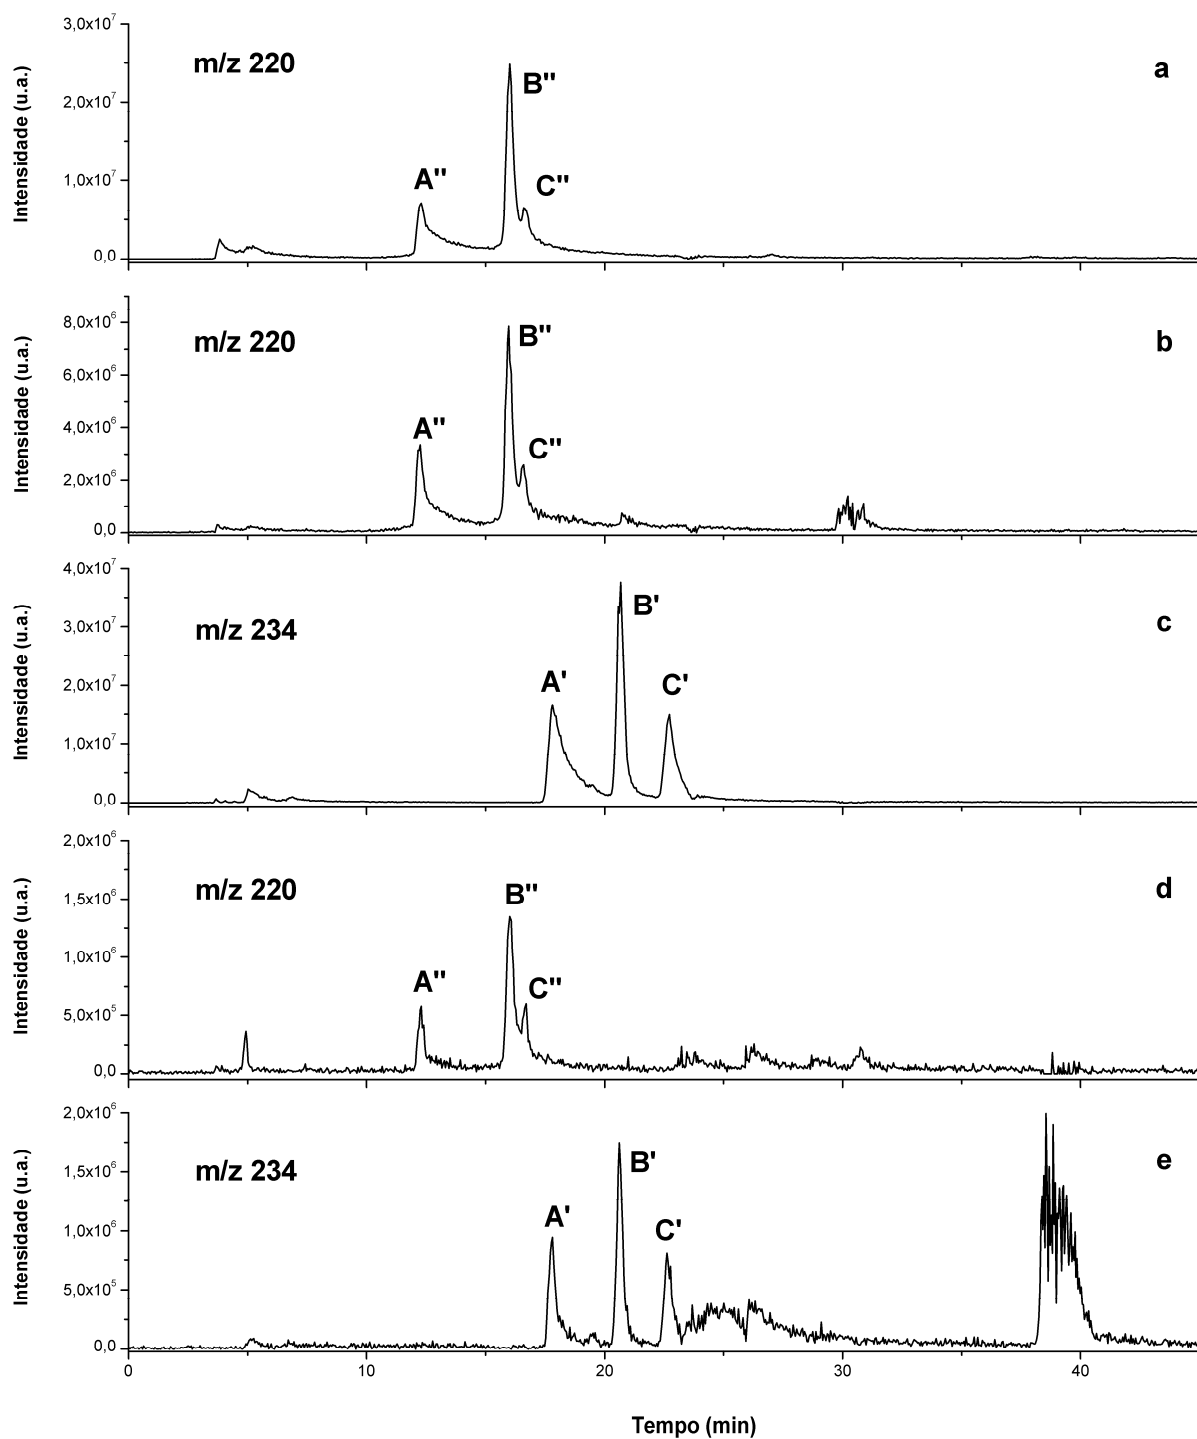 3,0x10⁷
2,0x10⁷
1,0x10⁷
0,0
Intensidade (u.a.)
m/z 220
a
A"
B"
C"
8,0x10⁶
6,0x10⁶
4,0x10⁶
2,0x10⁶
0,0
Intensidade (u.a.)
m/z 220
b
A"
B"
C"
4,0x10⁷
3,0x10⁷
2,0x10⁷
1,0x10⁷
0,0
Intensidade (u.a.)
m/z 234
c
A'
B'
C'
2,0x10⁶
1,5x10⁶
1,0x10⁶
5,0x10⁵
0,0
Intensidade (u.a.)
m/z 220
d
A"
B"
C"
2,0x10⁶
1,5x10⁶
1,0x10⁶
5,0x10⁵
0,0
Intensidade (u.a.)
m/z 234
e
A'
B'
C'
0 10 20 30 40
Tempo (min)